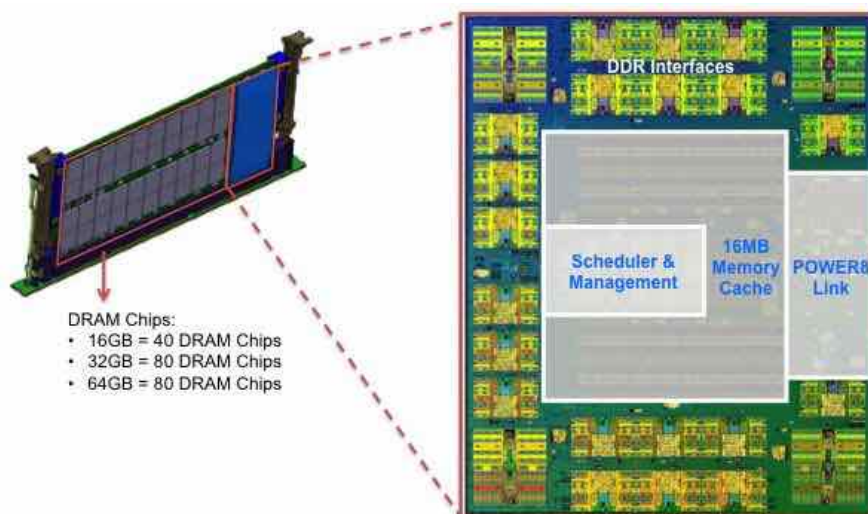 DDR Interfaces
Scheduler &
Management
16MB
Memory
Cache
POWER8
Link
DRAM Chips:
• 16GB = 40 DRAM Chips
• 32GB = 80 DRAM Chips
• 64GB = 80 DRAM Chips